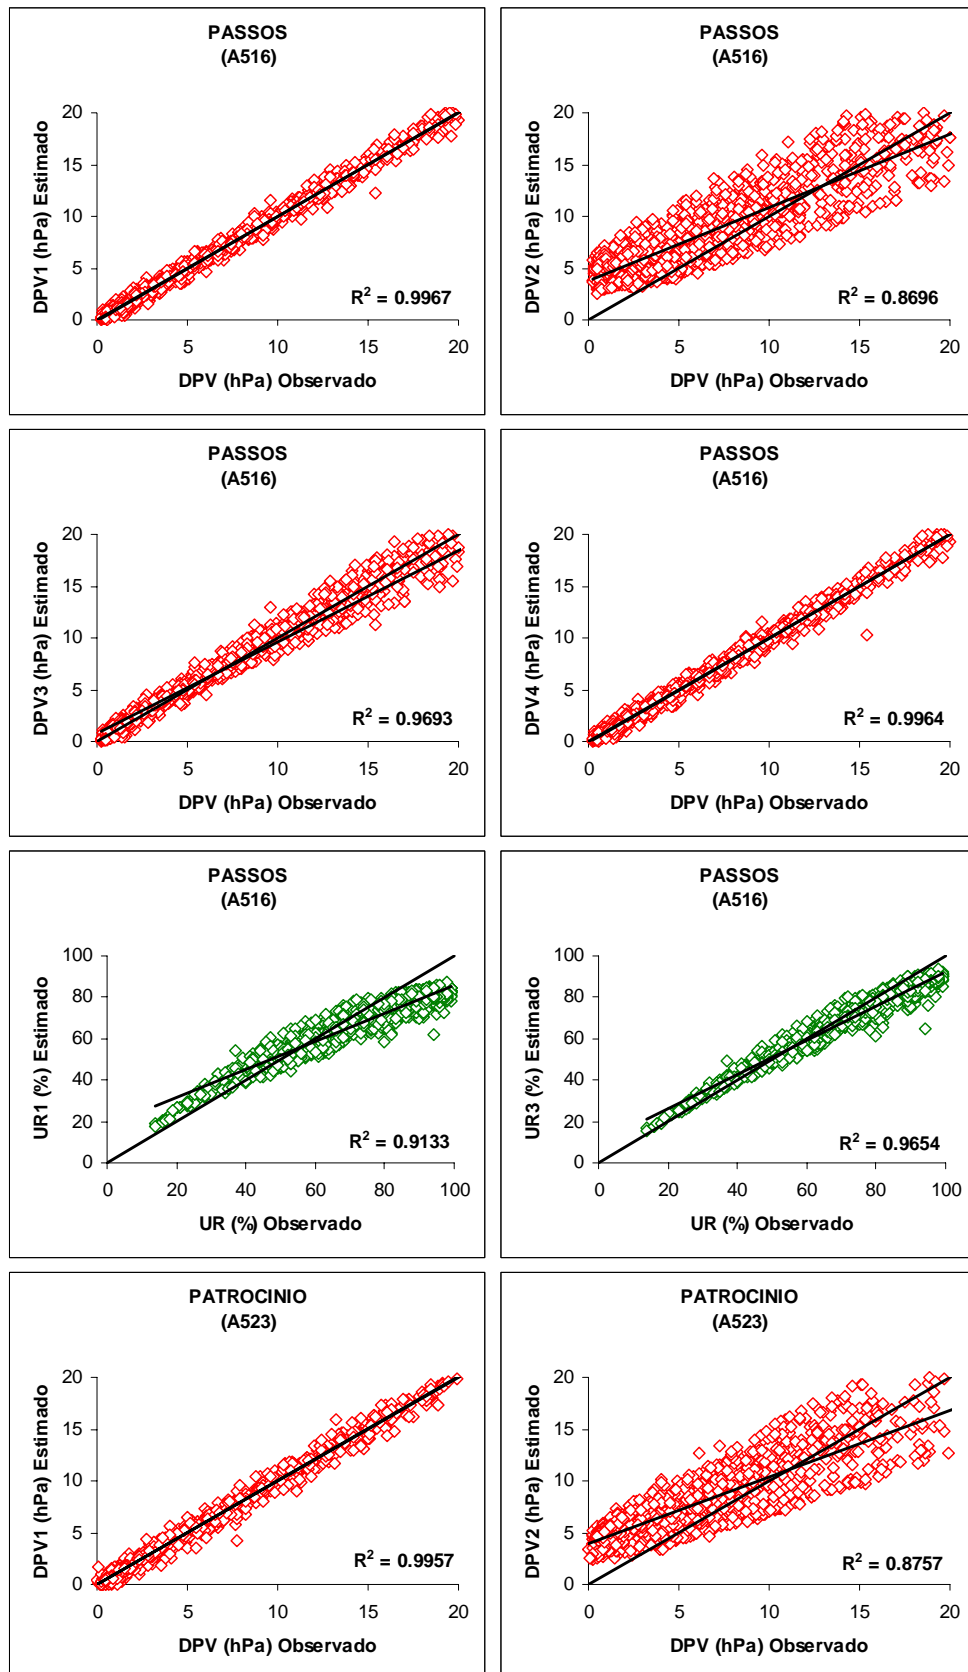 PASSOS
(A516)
20
15
10
5
0
DPV1 (hPa) Estimado
R² = 0.9967
0 5 10 15 20
DPV (hPa) Observado
PASSOS
(A516)
20
15
10
5
0
DPV2 (hPa) Estimado
R² = 0.8696
0 5 10 15 20
DPV (hPa) Observado
PASSOS
(A516)
20
15
10
5
0
DPV3 (hPa) Estimado
R² = 0.9693
0 5 10 15 20
DPV (hPa) Observado
PASSOS
(A516)
20
15
10
5
0
DPV4 (hPa) Estimado
R² = 0.9964
0 5 10 15 20
DPV (hPa) Observado
PASSOS
(A516)
100
80
60
40
20
0
UR1 (%) Estimado
R² = 0.9133
0 20 40 60 80 100
UR (%) Observado
PASSOS
(A516)
100
80
60
40
20
0
UR3 (%) Estimado
R² = 0.9654
0 20 40 60 80 100
UR (%) Observado
PATROCINIO
(A523)
20
15
10
5
0
DPV1 (hPa) Estimado
R² = 0.9957
0 5 10 15 20
DPV (hPa) Observado
PATROCINIO
(A523)
20
15
10
5
0
DPV2 (hPa) Estimado
R² = 0.8757
0 5 10 15 20
DPV (hPa) Observado